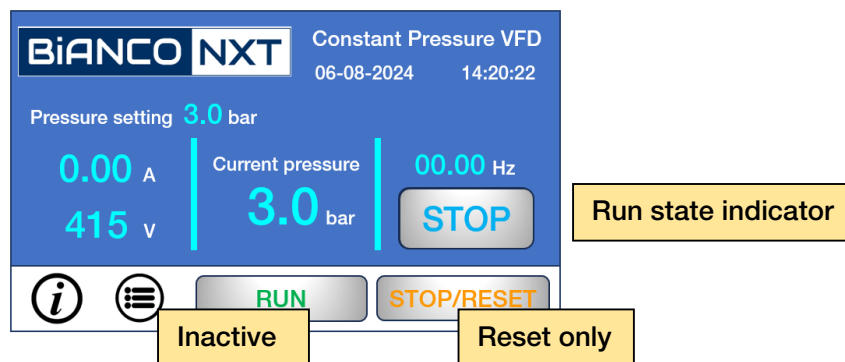 BiANCO NXT
Constant Pressure VFD
06-08-2024 14:20:22
Pressure setting 3.0 bar
0.00 A
415 V
Current pressure
3.0 bar
00.00 Hz
STOP
Run state indicator
i
RUN
STOP/RESET
Inactive
Reset only